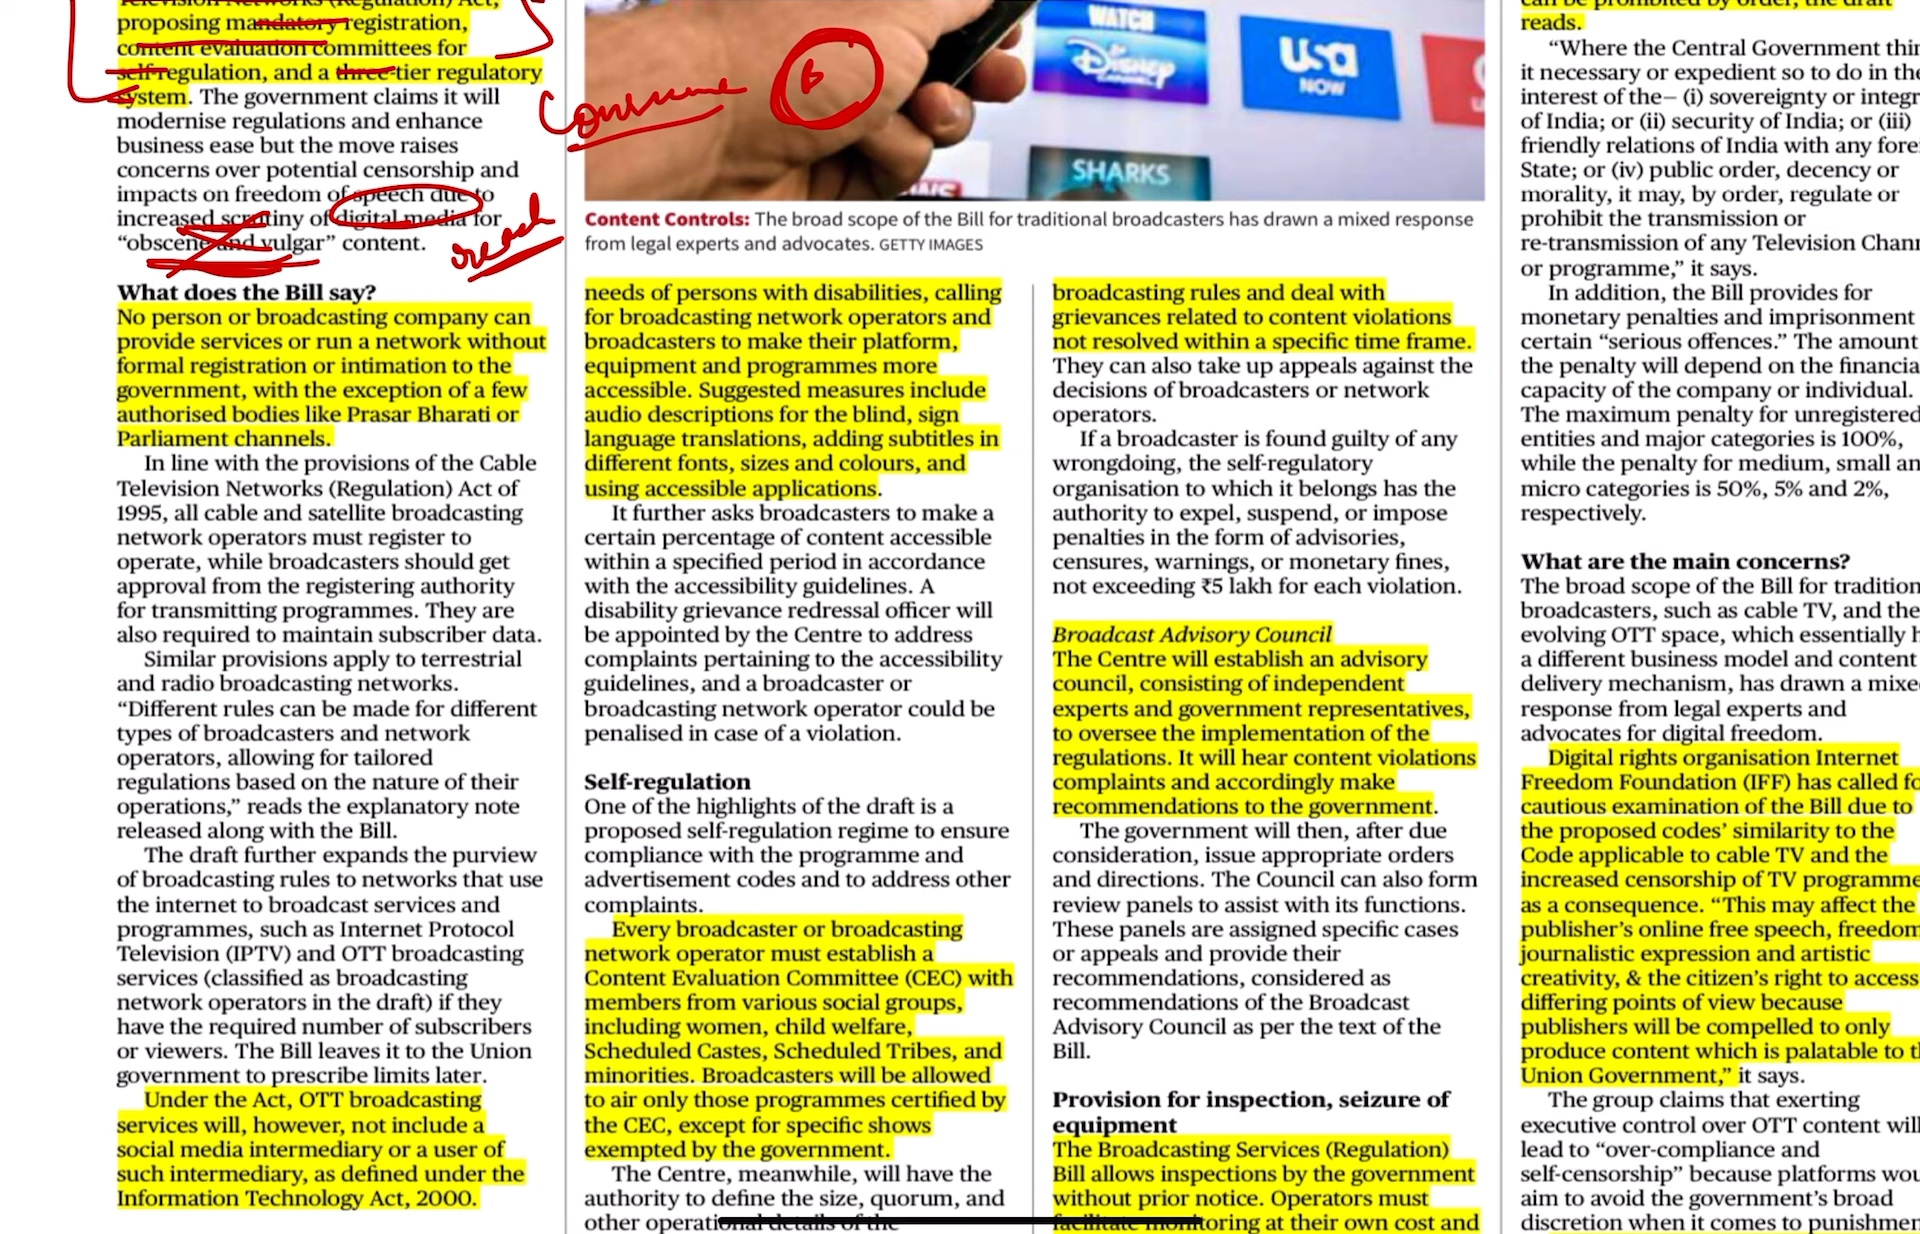 Television Networks (Regulation) Act,
proposing mandatory registration,
content evaluation committees for
self-regulation, and a three-tier regulatory
system. The government claims it will
modernise regulations and enhance
business ease but the move raises
concerns over potential censorship and
impacts on freedom of speech due to
increased scrutiny of digital media for
“obscene and vulgar” content.
reach
What does the Bill say?
No person or broadcasting company can
provide services or run a network without
formal registration or intimation to the
government, with the exception of a few
authorised bodies like Prasar Bharati or
Parliament channels.
In line with the provisions of the Cable
Television Networks (Regulation) Act of
1995, all cable and satellite broadcasting
network operators must register to
operate, while broadcasters should get
approval from the registering authority
for transmitting programmes. They are
also required to maintain subscriber data.
Similar provisions apply to terrestrial
and radio broadcasting networks.
“Different rules can be made for different
types of broadcasters and network
operators, allowing for tailored
regulations based on the nature of their
operations,” reads the explanatory note
released along with the Bill.
The draft further expands the purview
of broadcasting rules to networks that use
the internet to broadcast services and
programmes, such as Internet Protocol
Television (IPTV) and OTT broadcasting
services (classified as broadcasting
network operators in the draft) if they
have the required number of subscribers
or viewers. The Bill leaves it to the Union
government to prescribe limits later.
Under the Act, OTT broadcasting
services will, however, not include a
social media intermediary or a user of
such intermediary, as defined under the
Information Technology Act, 2000.
WATCH
Disney
CHANNEL
usa
NOW
SHARKS
Content Controls: The broad scope of the Bill for traditional broadcasters has drawn a mixed response
from legal experts and advocates. GETTY IMAGES
needs of persons with disabilities, calling
for broadcasting network operators and
broadcasters to make their platform,
equipment and programmes more
accessible. Suggested measures include
audio descriptions for the blind, sign
language translations, adding subtitles in
different fonts, sizes and colours, and
using accessible applications.
It further asks broadcasters to make a
certain percentage of content accessible
within a specified period in accordance
with the accessibility guidelines. A
disability grievance redressal officer will
be appointed by the Centre to address
complaints pertaining to the accessibility
guidelines, and a broadcaster or
broadcasting network operator could be
penalised in case of a violation.
Self-regulation
One of the highlights of the draft is a
proposed self-regulation regime to ensure
compliance with the programme and
advertisement codes and to address other
complaints.
Every broadcaster or broadcasting
network operator must establish a
Content Evaluation Committee (CEC) with
members from various social groups,
including women, child welfare,
Scheduled Castes, Scheduled Tribes, and
minorities. Broadcasters will be allowed
to air only those programmes certified by
the CEC, except for specific shows
exempted by the government.
The Centre, meanwhile, will have the
authority to define the size, quorum, and
other operational details of the
broadcasting rules and deal with
grievances related to content violations
not resolved within a specific time frame.
They can also take up appeals against the
decisions of broadcasters or network
operators.
If a broadcaster is found guilty of any
wrongdoing, the self-regulatory
organisation to which it belongs has the
authority to expel, suspend, or impose
penalties in the form of advisories,
censures, warnings, or monetary fines,
not exceeding ₹5 lakh for each violation.
Broadcast Advisory Council
The Centre will establish an advisory
council, consisting of independent
experts and government representatives,
to oversee the implementation of the
regulations. It will hear content violations
complaints and accordingly make
recommendations to the government.
The government will then, after due
consideration, issue appropriate orders
and directions. The Council can also form
review panels to assist with its functions.
These panels are assigned specific cases
or appeals and provide their
recommendations, considered as
recommendations of the Broadcast
Advisory Council as per the text of the
Bill.
Provision for inspection, seizure of
equipment
The Broadcasting Services (Regulation)
Bill allows inspections by the government
without prior notice. Operators must
facilitate monitoring at their own cost and
can be prohibited by order, the draft
reads.
“Where the Central Government thin
it necessary or expedient so to do in the
interest of the– (i) sovereignty or integr
of India; or (ii) security of India; or (iii)
friendly relations of India with any fore
State; or (iv) public order, decency or
morality, it may, by order, regulate or
prohibit the transmission or
re-transmission of any Television Chan
or programme,” it says.
In addition, the Bill provides for
monetary penalties and imprisonment
certain “serious offences.” The amount
the penalty will depend on the financia
capacity of the company or individual.
The maximum penalty for unregistered
entities and major categories is 100%,
while the penalty for medium, small an
micro categories is 50%, 5% and 2%,
respectively.
What are the main concerns?
The broad scope of the Bill for tradition
broadcasters, such as cable TV, and the
evolving OTT space, which essentially h
a different business model and content
delivery mechanism, has drawn a mixe
response from legal experts and
advocates for digital freedom.
Digital rights organisation Internet
Freedom Foundation (IFF) has called fo
cautious examination of the Bill due to
the proposed codes’ similarity to the
Code applicable to cable TV and the
increased censorship of TV programme
as a consequence. “This may affect the
publisher’s online free speech, freedom
journalistic expression and artistic
creativity, & the citizen’s right to access
differing points of view because
publishers will be compelled to only
produce content which is palatable to t
Union Government,” it says.
The group claims that exerting
executive control over OTT content will
lead to “over-compliance and
self-censorship” because platforms wou
aim to avoid the government’s broad
discretion when it comes to punishmen